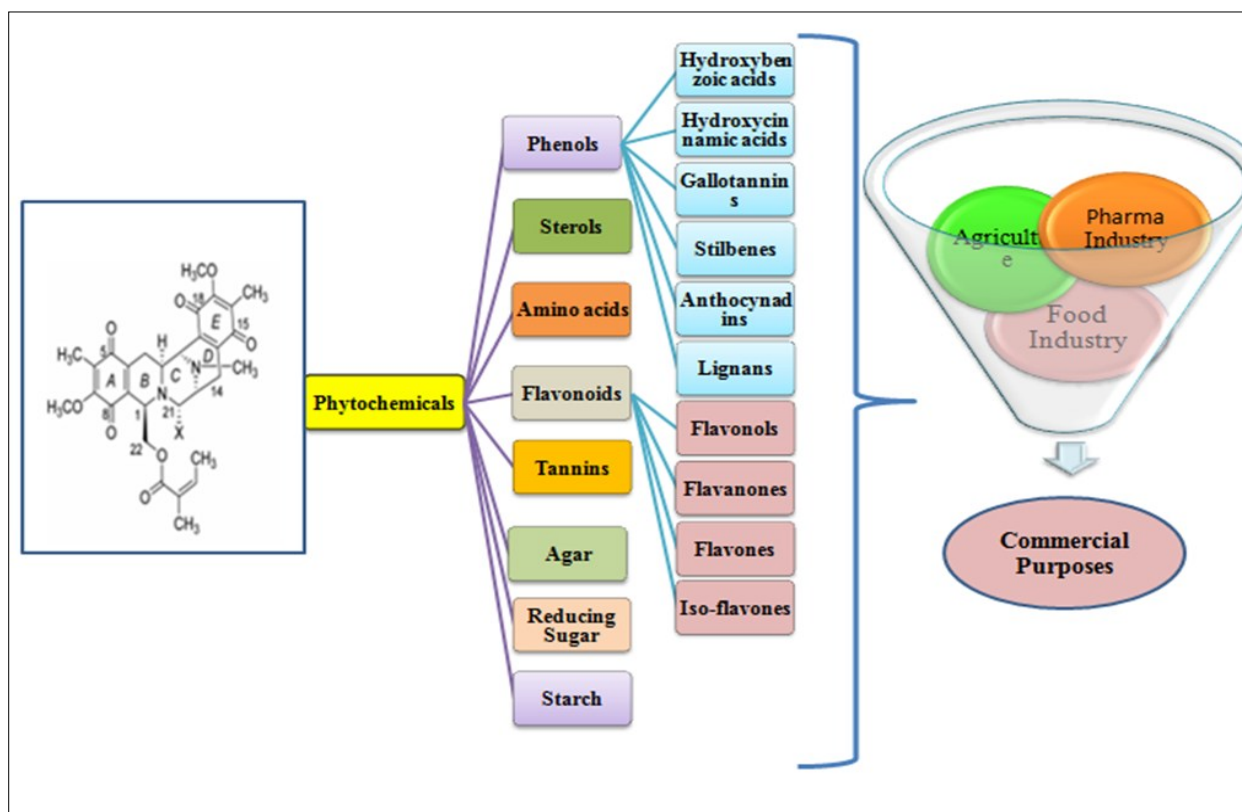 H₃CO
18
CH₃
O
E
15
O
O
5
H
D
CH₃
A
B
C
N
CH₃
14
H₃CO
8
N
1
21
O
X
22
O
CH₃
O
CH₃
Phytochemicals
Phenols
Sterols
Amino acids
Flavonoids
Tannins
Agar
Reducing
Sugar
Starch
Hydroxyben
zoic acids
Hydroxycin
namic acids
Gallotannin
s
Stilbenes
Anthocynad
ins
Lignans
Flavonols
Flavanones
Flavones
Iso-flavones
Agricultur
e
Pharma
Industry
Food
Industry
Commercial
Purposes